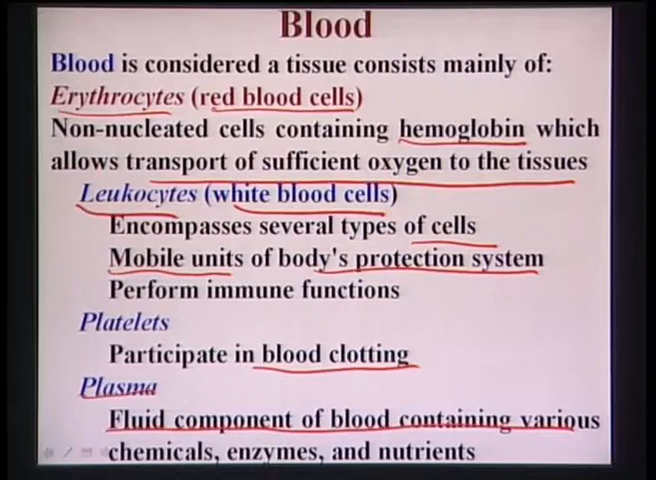 Blood
Blood is considered a tissue consists mainly of:
Erythrocytes (red blood cells)
Non-nucleated cells containing hemoglobin which
allows transport of sufficient oxygen to the tissues
Leukocytes (white blood cells)
Encompasses several types of cells
Mobile units of body's protection system
Perform immune functions
Platelets
Participate in blood clotting
Plasma
Fluid component of blood containing various
chemicals, enzymes, and nutrients